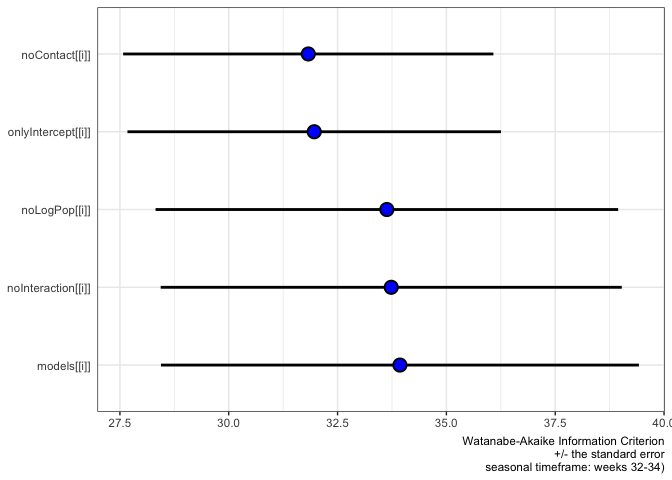 noContact[[i]]
onlyIntercept[[i]]
noLogPop[[i]]
noInteraction[[i]]
models[[i]]
27.5 30.0 32.5 35.0 37.5 40.0
Watanabe-Akaike Information Criterion
+/- the standard error
seasonal timeframe: weeks 32-34)